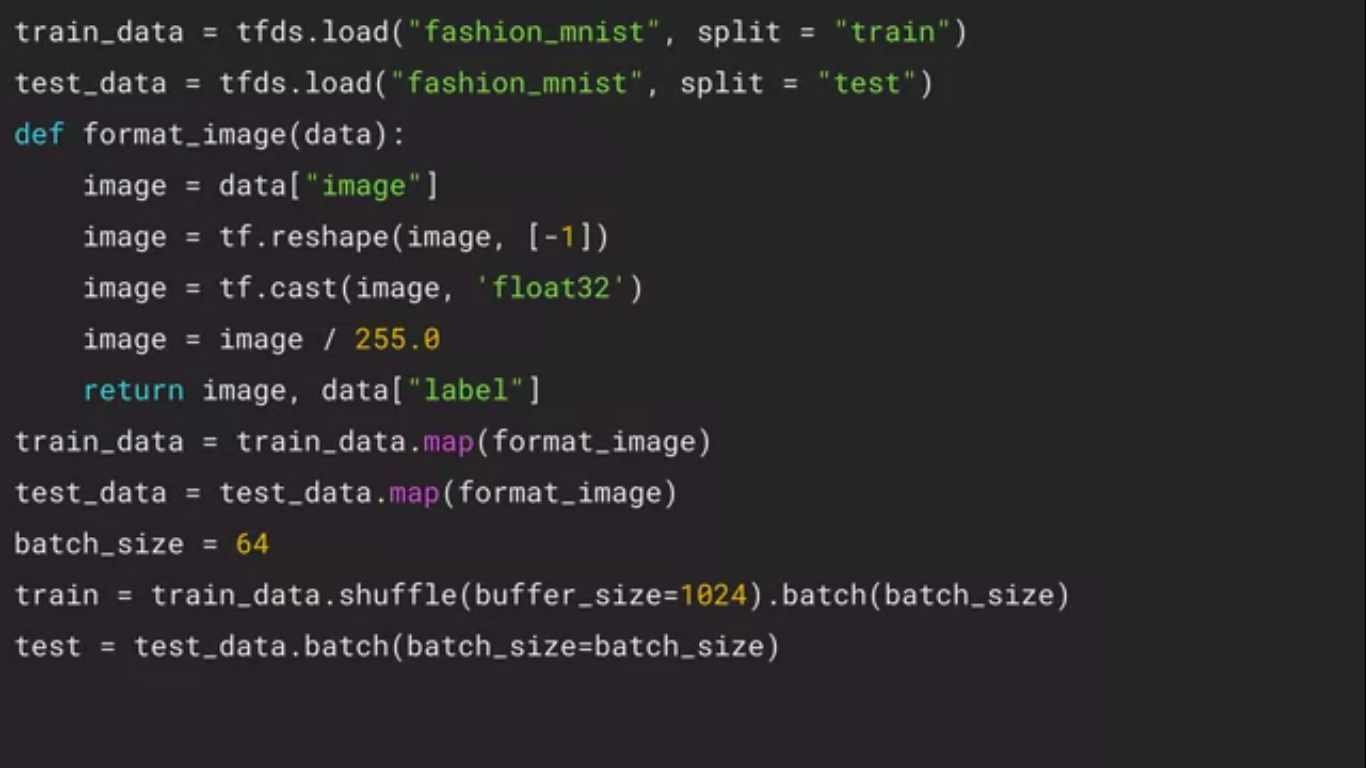 train_data = tfds.load("fashion_mnist", split = "train")
test_data = tfds.load("fashion_mnist", split = "test")
def format_image(data):
    image = data["image"]
    image = tf.reshape(image, [-1])
    image = tf.cast(image, 'float32')
    image = image / 255.0
    return image, data["label"]
train_data = train_data.map(format_image)
test_data = test_data.map(format_image)
batch_size = 64
train = train_data.shuffle(buffer_size=1024).batch(batch_size)
test = test_data.batch(batch_size=batch_size)